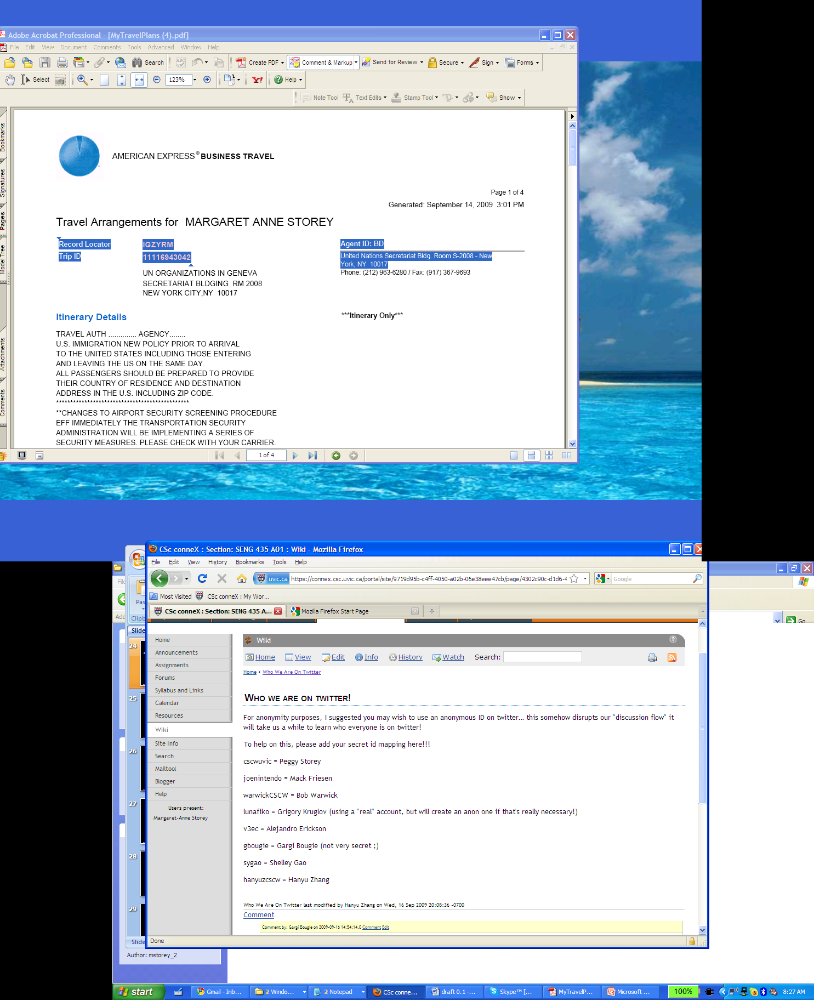 Adobe Acrobat Professional - [MyTravelPlans (4).pdf]
File Edit View Document Comments Tools Advanced Window Help
Search Create PDF Comment & Markup Send for Review Secure Sign Forms
Select 123% Y! Help
Note Tool Text Edits Stamp Tool Show
Bookmarks
Signatures
Pages
Model Tree
Attachments
Comments
AMERICAN EXPRESS® BUSINESS TRAVEL
Page 1 of 4
Generated: September 14, 2009 3:01 PM
Travel Arrangements for MARGARET ANNE STOREY
Record Locator IGZYRM Agent ID: BD
Trip ID 11116943042 United Nations Secretariat Bldg. Room S-2008 - New
York, NY 10017
UN ORGANIZATIONS IN GENEVA Phone: (212) 963-6280 / Fax: (917) 367-9693
SECRETARIAT BLDGING RM 2008
NEW YORK CITY,NY 10017
Itinerary Details ***Itinerary Only***
TRAVEL AUTH .............. AGENCY........
U.S. IMMIGRATION NEW POLICY PRIOR TO ARRIVAL
TO THE UNITED STATES INCLUDING THOSE ENTERING
AND LEAVING THE US ON THE SAME DAY.
ALL PASSENGERS SHOULD BE PREPARED TO PROVIDE
THEIR COUNTRY OF RESIDENCE AND DESTINATION
ADDRESS IN THE U.S. INCLUDING ZIP CODE.
***********************************************
**CHANGES TO AIRPORT SECURITY SCREENING PROCEDURE
EFF IMMEDIATELY THE TRANSPORTATION SECURITY
ADMINISTRATION WILL BE IMPLEMENTING A SERIES OF
SECURITY MEASURES. PLEASE CHECK WITH YOUR CARRIER.
1 of 4
CSc conneX : Section: SENG 435 A01 : Wiki - Mozilla Firefox
File Edit View History Bookmarks Tools Help
uvic.ca https://connex.csc.uvic.ca/portal/site/9719d95b-c4ff-4050-a02b-06e38eee47cb/page/4302c90c-d1d6-4 Google
Most Visited CSc conneX : My Wor...
CSc conneX : Section: SENG 435 A... Mozilla Firefox Start Page
Go
Slide
24
25
26
27
28
29
Slide
Home
Announcements
Assignments
Forums
Syllabus and Links
Calendar
Resources
Wiki
Site Info
Search
Mailtool
Blogger
Help
Users present:
Margaret-Anne Storey
Wiki
Home View Edit Info History Watch Search:
Home > Who We Are On Twitter
WHO WE ARE ON TWITTER!
For anonymity purposes, I suggested you may wish to use an anonymous ID on twitter... this somehow disrupts our "discussion flow" it
will take us a while to learn who everyone is on twitter!
To help on this, please add your secret id mapping here!!!
cscwuvic = Peggy Storey
joenintendo = Mack Friesen
warwickCSCW = Bob Warwick
lunafiko = Grigory Kruglov (using a "real" account, but will create an anon one if that's really necessary!)
v3ec = Alejandro Erickson
gbougie = Gargi Bougie (not very secret ;)
sygao = Shelley Gao
hanyuzcscw = Hanyu Zhang
Who We Are On Twitter last modified by Hanyu Zhang on Wed, 16 Sep 2009 20:08:36 -0700
Comment
Comment by: Gargi Bougie on 2009-09-16 14:54:14.0 Comment Edit
Done
Author: mstorey_2
start Gmail - Inb... 2 Windo... 2 Notepad CSc conne... draft 0.1 -... Skype™ [... MyTravelP... Microsoft ... 100% 8:27 AM